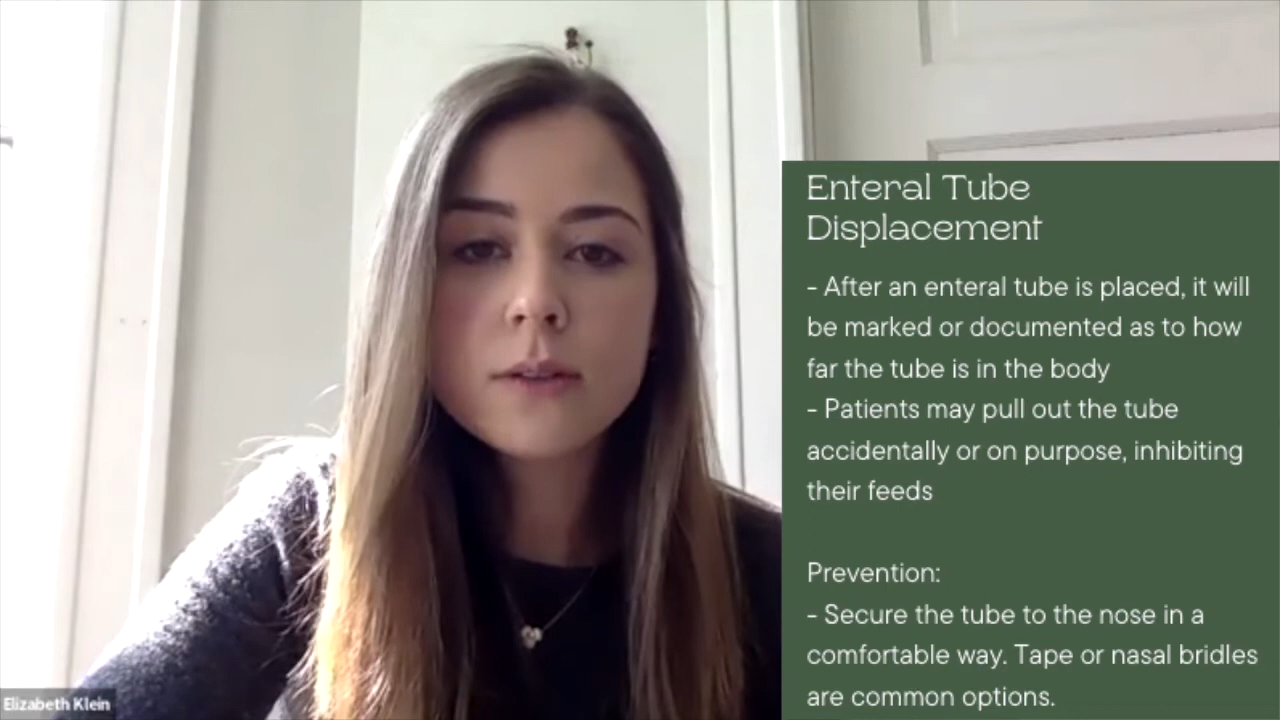 Enteral Tube
Displacement
- After an enteral tube is placed, it will
be marked or documented as to how
far the tube is in the body
- Patients may pull out the tube
accidentally or on purpose, inhibiting
their feeds
Prevention:
- Secure the tube to the nose in a
comfortable way. Tape or nasal bridles
are common options.
Elizabeth Klein